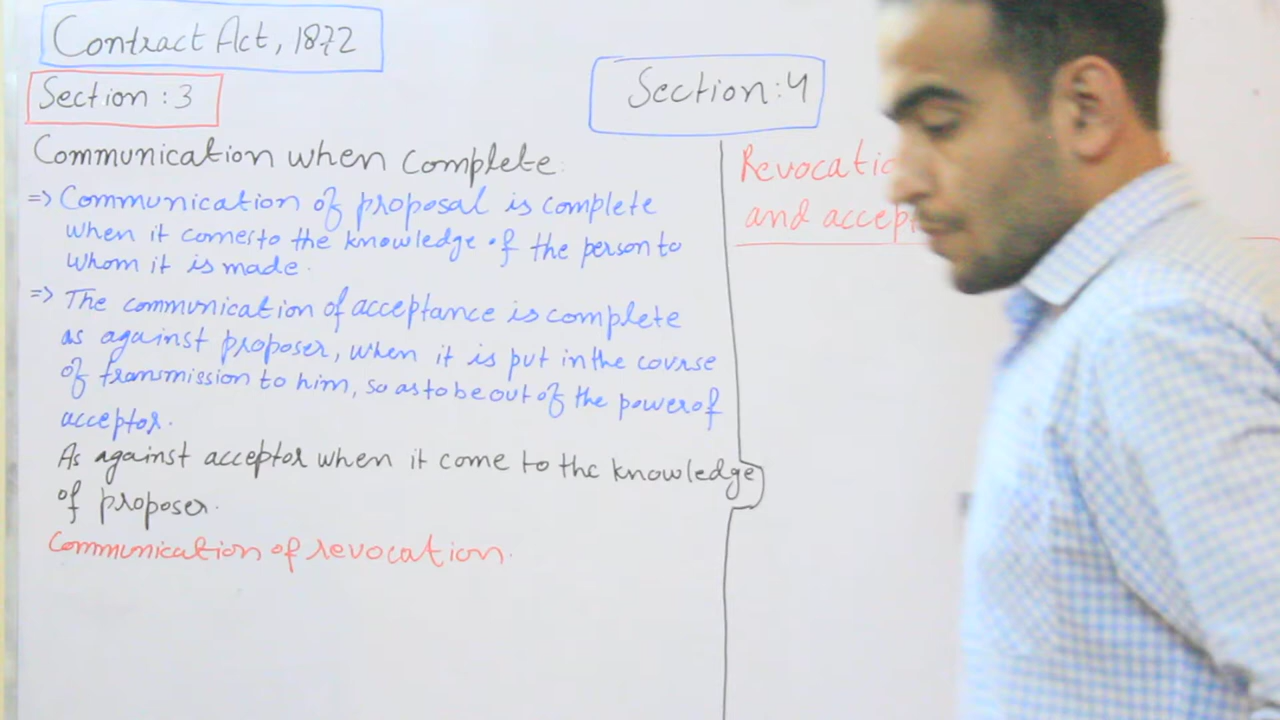 Contract Act, 1872
Section : 3
Communication when complete.
=> Communication of proposal is complete
when it comes to the knowledge of the person to
whom it is made.
=> The communication of acceptance is complete
as against proposer, when it is put in the course
of transmission to him, so as to be out of the power of
acceptor.
As against acceptor when it come to the knowledge
of proposer.
Communication of revocation.
Section : 4
and